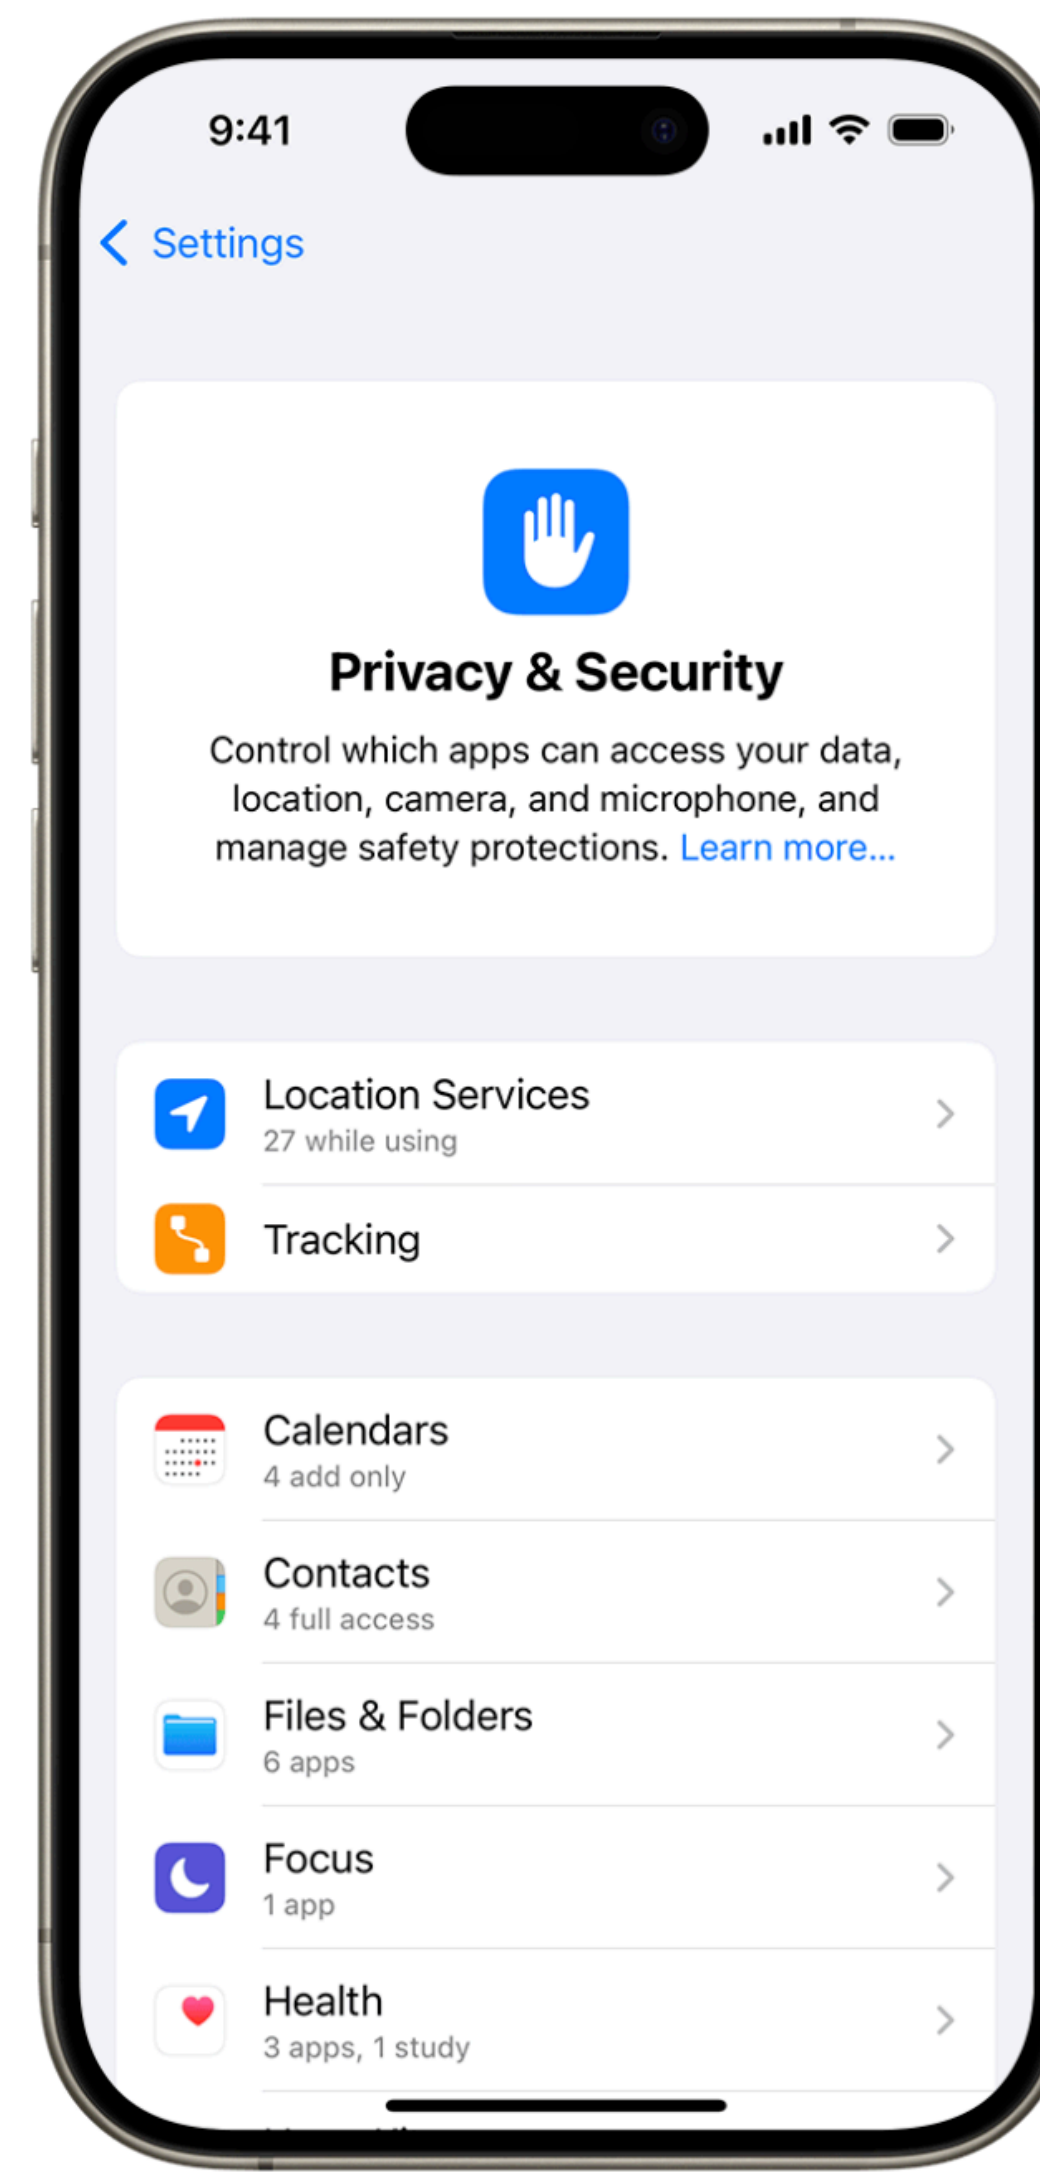 9:41
Settings
Privacy & Security
Control which apps can access your data,
location, camera, and microphone, and
manage safety protections. Learn more...
Location Services
27 while using
Tracking
Calendars
4 add only
Contacts
4 full access
Files & Folders
6 apps
Focus
1 app
Health
3 apps, 1 study